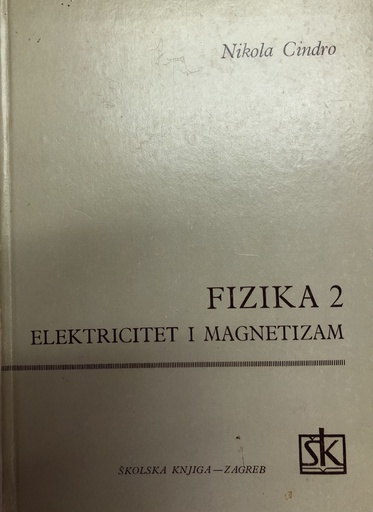 Nikola Cindro
FIZIKA 2
ELEKTRICITET I MAGNETIZAM
ŠK
ŠKOLSKA KNJIGA—ZAGREB